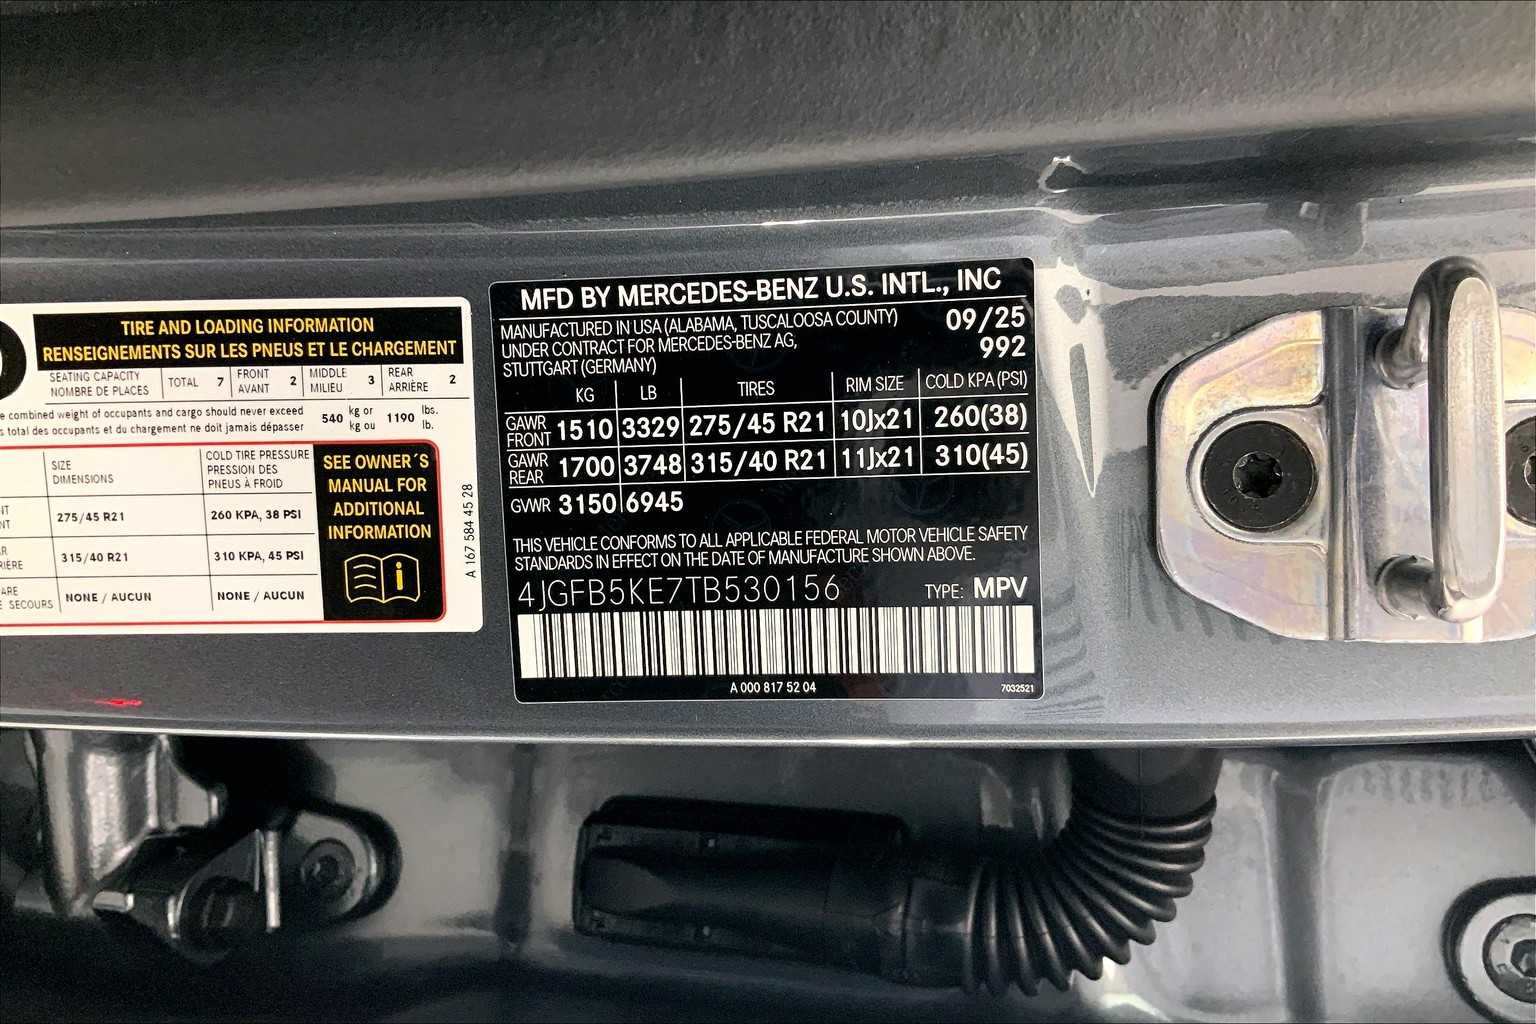 TIRE AND LOADING INFORMATION
RENSEIGNEMENTS SUR LES PNEUS ET LE CHARGEMENT
SEATING CAPACITY
NOMBRE DE PLACES
TOTAL 7
FRONT
AVANT 2
MIDDLE
MILIEU 3
REAR
ARRIÈRE 2
combined weight of occupants and cargo should never exceed
total des occupants et du chargement ne doit jamais dépasser
540 kg or
kg ou
1190 lbs.
lb.
SIZE
DIMENSIONS
COLD TIRE PRESSURE
PRESSION DES
PNEUS À FROID
275/45 R21 260 KPA, 38 PSI
315/40 R21 310 KPA, 45 PSI
SECOURS NONE / AUCUN NONE / AUCUN
SEE OWNER´S
MANUAL FOR
ADDITIONAL
INFORMATION
A 167 584 45 28
MFD BY MERCEDES-BENZ U.S. INTL., INC
MANUFACTURED IN USA (ALABAMA, TUSCALOOSA COUNTY)
UNDER CONTRACT FOR MERCEDES-BENZ AG,
STUTTGART (GERMANY)
09/25
992
KG LB TIRES RIM SIZE COLD KPA (PSI)
GAWR
FRONT 1510 3329 275/45 R21 10Jx21 260(38)
GAWR
REAR 1700 3748 315/40 R21 11Jx21 310(45)
GVWR 3150 6945
THIS VEHICLE CONFORMS TO ALL APPLICABLE FEDERAL MOTOR VEHICLE SAFETY
STANDARDS IN EFFECT ON THE DATE OF MANUFACTURE SHOWN ABOVE.
4JGFB5KE7TB530156 TYPE: MPV
A 000 817 52 04
7032521